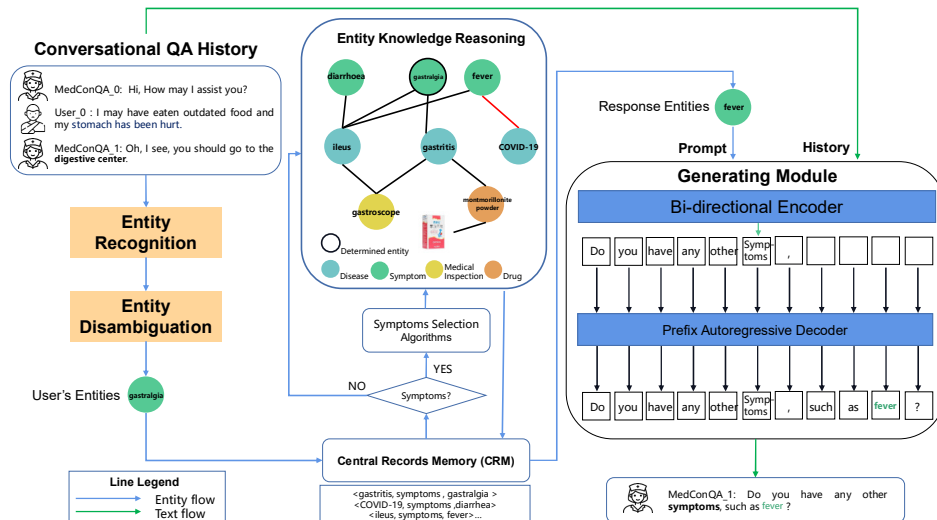 Conversational QA History
MedConQA_0: Hi, How may I assist you?
User_0 : I may have eaten outdated food and
my stomach has been hurt.
MedConQA_1: Oh, I see, you should go to the
digestive center.
Entity
Recognition
Entity
Disambiguation
User's Entities
gastralgia
Entity Knowledge Reasoning
diarrhoea
gastralgia
fever
ileus
gastritis
COVID-19
gastroscope
montmorillonite
powder
Determined entity
Disease
Symptom
Medical
Inspection
Drug
Symptoms Selection
Algorithms
NO
YES
Symptoms?
Central Records Memory (CRM)
<gastritis, symptoms , gastralgia >
<COVID-19, symptoms ,diarrhea>
<ileus, symptoms, fever>...
Line Legend
Entity flow
Text flow
Response Entities
fever
Prompt
History
Generating Module
Bi-directional Encoder
Do you have any other Symp-toms ,
Prefix Autoregressive Decoder
Do you have any other Symp-toms , such as fever ?
MedConQA_1: Do you have any other
symptoms, such as fever ?